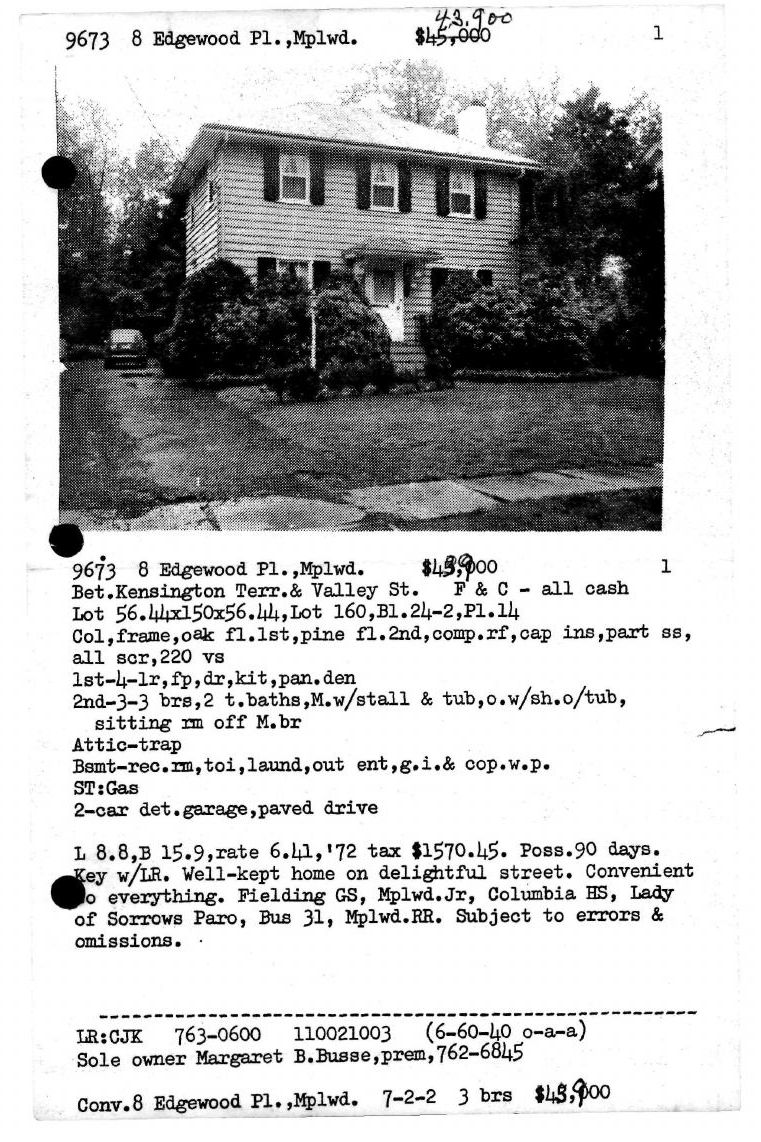 43,900
9673 8 Edgewood Pl.,Mplwd. $45,000 1
9673 8 Edgewood Pl.,Mplwd. $43,900 1
Bet.Kensington Terr.& Valley St. F & C - all cash
Lot 56.44x150x56.44,Lot 160,Bl.24-2,Pl.14
Col,frame,oak fl.1st,pine fl.2nd,comp.rf,cap ins,part ss,
all scr,220 vs
1st-4-lr,fp,dr,kit,pan.den
2nd-3-3 brs,2 t.baths,M.w/stall & tub,o.w/sh.o/tub,
sitting rm off M.br
Attic-trap
Bsmt-rec.rm,toi,laund,out ent,g.i.& cop.w.p.
ST:Gas
2-car det.garage,paved drive
L 8.8,B 15.9,rate 6.41,'72 tax $1570.45. Poss.90 days.
Key w/LR. Well-kept home on delightful street. Convenient
to everything. Fielding GS, Mplwd.Jr, Columbia HS, Lady
of Sorrows Paro, Bus 31, Mplwd.RR. Subject to errors &
omissions.
LR:CJK 763-0600 110021003 (6-60-40 o-a-a)
Sole owner Margaret B.Busse,prem,762-6845
Conv.8 Edgewood Pl.,Mplwd. 7-2-2 3 brs $43,900